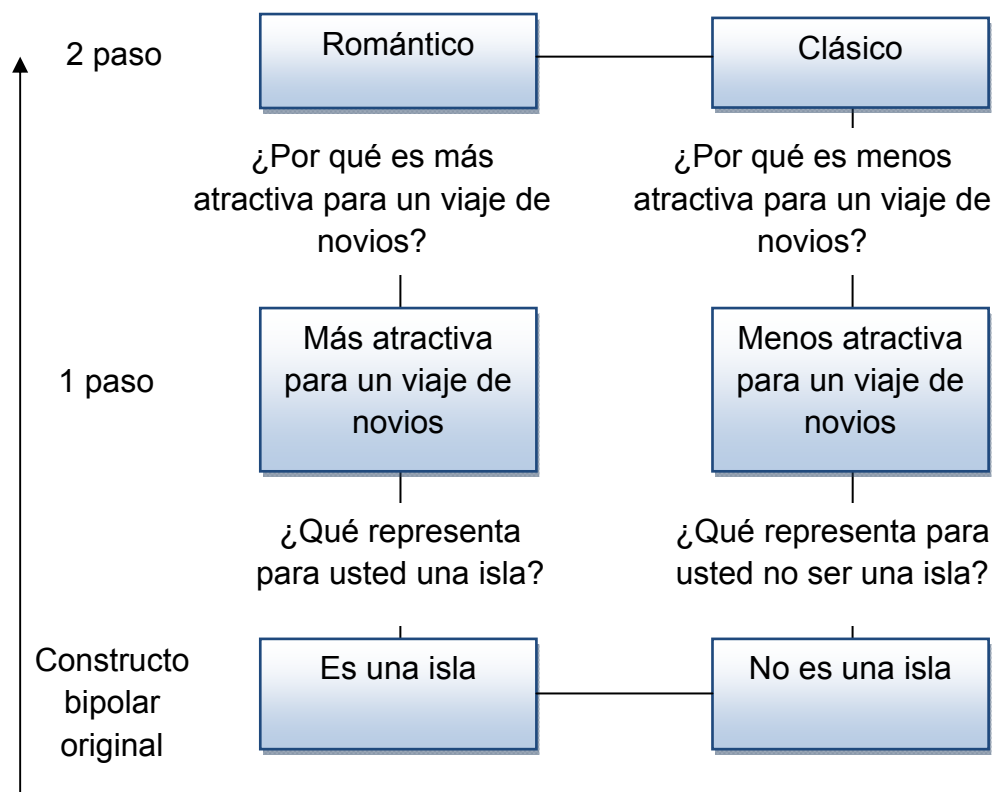 2 paso
Romántico
Clásico
¿Por qué es más
atractiva para un viaje de
novios?
¿Por qué es menos
atractiva para un viaje de
novios?
1 paso
Más atractiva
para un viaje de
novios
Menos atractiva
para un viaje de
novios
¿Qué representa
para usted una isla?
¿Qué representa para
usted no ser una isla?
Constructo
bipolar
original
Es una isla
No es una isla